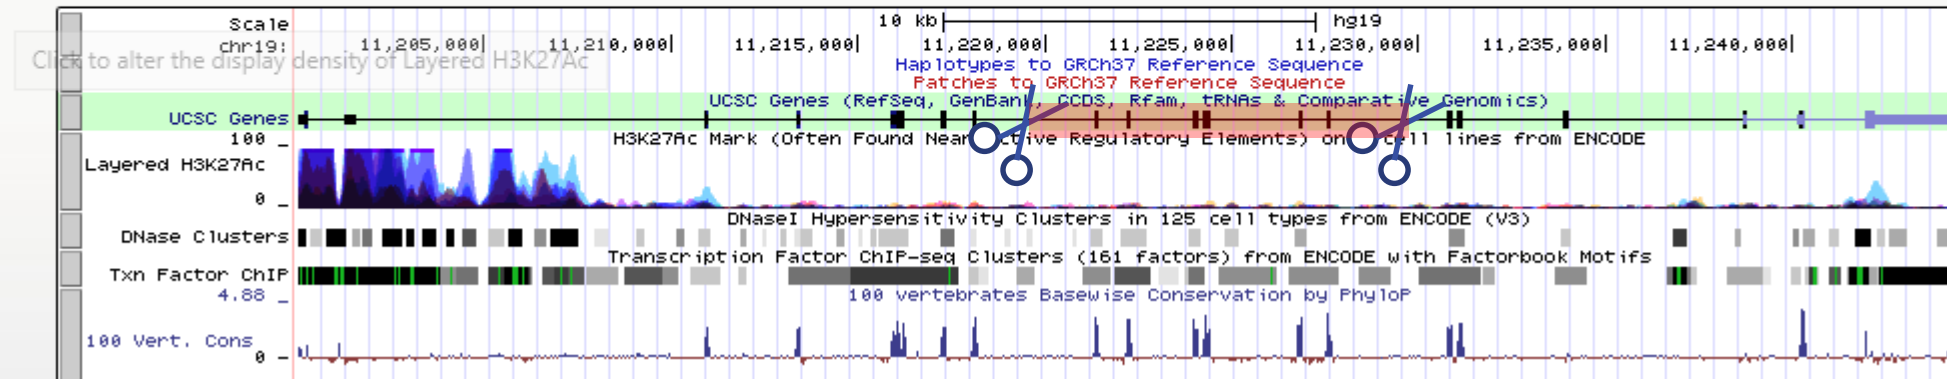 Scale 10 kb hg19
chr19: 11,205,000| 11,210,000| 11,215,000| 11,220,000| 11,225,000| 11,230,000| 11,235,000| 11,240,000|
Click to alter the display density of Layered H3K27Ac
Haplotypes to GRCh37 Reference Sequence
Patches to GRCh37 Reference Sequence
UCSC Genes (RefSeq, GenBank, CCDS, Rfam, tRNAs & Comparative Genomics)
UCSC Genes
H3K27Ac Mark (Often Found Near Active Regulatory Elements) on cell lines from ENCODE
100 _
Layered H3K27Ac
0 _
DNaseI Hypersensitivity Clusters in 125 cell types from ENCODE (V3)
DNase Clusters
Transcription Factor ChIP-seq Clusters (161 factors) from ENCODE with Factorbook Motifs
Txn Factor ChIP
100 vertebrates Basewise Conservation by PhyloP
4.88 _
100 Vert. Cons
0 _